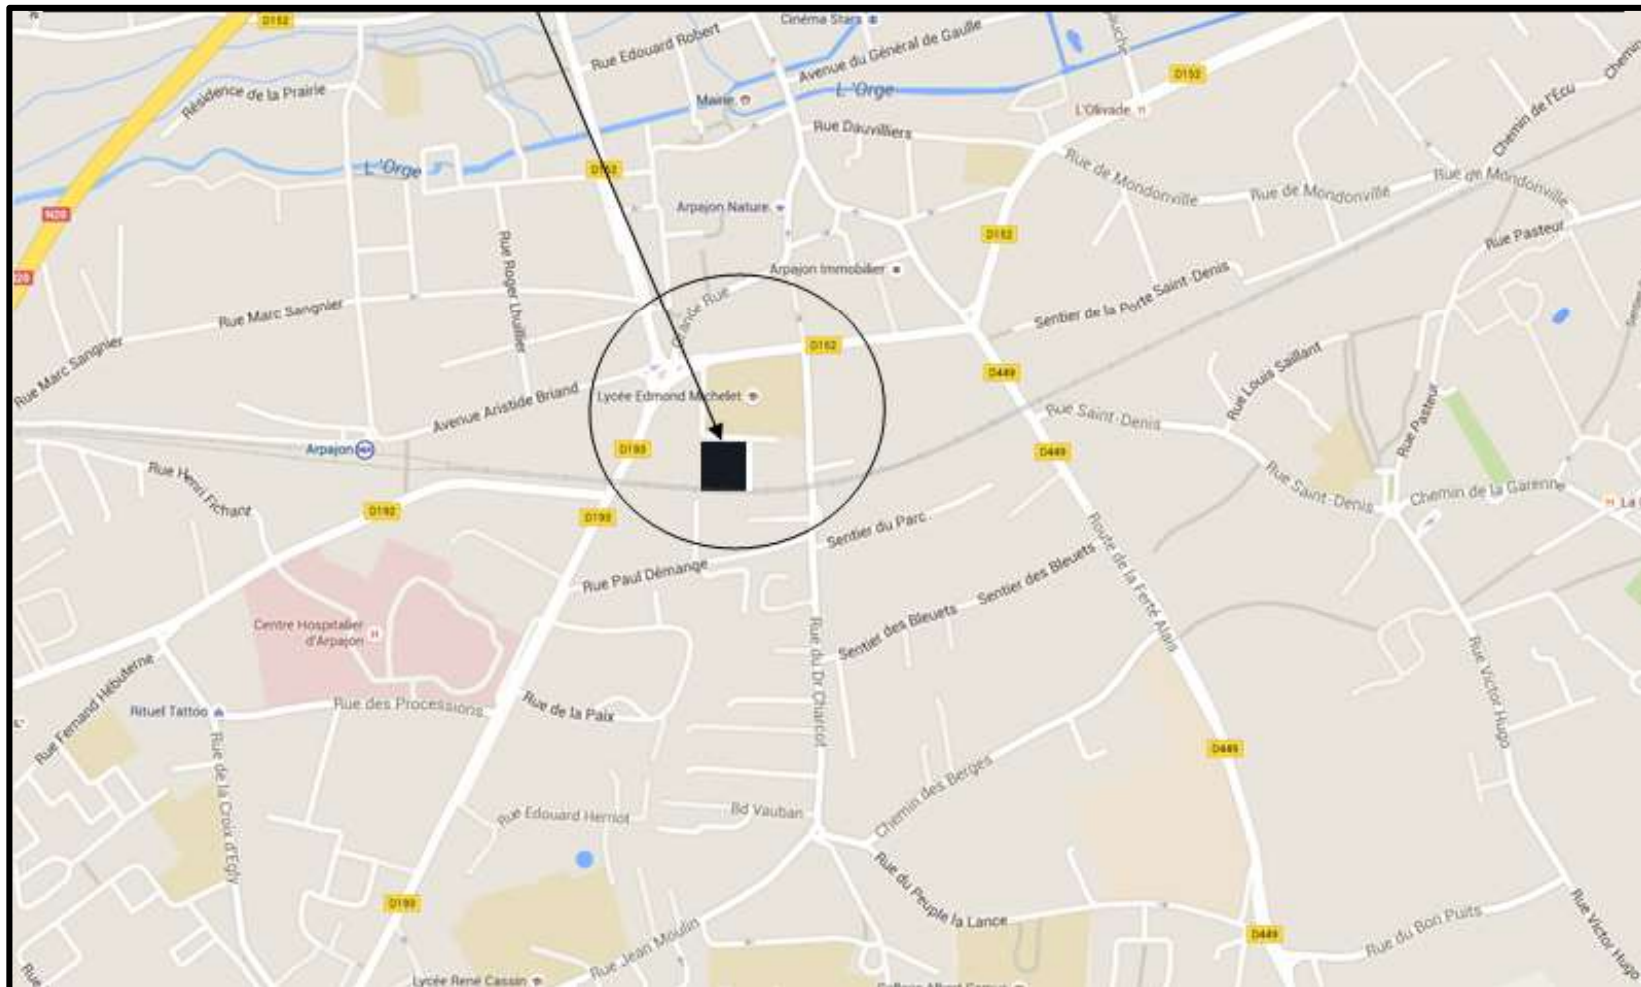 D152
Cinéma Stars
Rue Edouard Robert
Avenue du Général de Gaulle
Chemin
D152
Résidence de la Prairie
Mairie
L'Orge
L'Olivade
Chemin de l'Écu
Rue Dauvilliers
L'Orge
D152
Rue de Mondonville
Rue de Mondonville
Rue de Mondonville
N20
Arpajon Nature
D152
Rue Pasteur
Rue Roger Lhuillier
Arpajon Immobilier
Sentier de la Porte Saint-Denis
Rue Marc Sangnier
Grande Rue
Rue Marc Sangnier
D152
D449
Rue Louis Saillant
Avenue Aristide Briand
Lycée Edmond Michelet
Rue Saint-Denis
Rue Pasteur
Arpajon
D193
D449
Rue Henri Fichant
Rue Saint-Denis
Chemin de la Garenne
La
D192
D193
Sentier du Parc
Route de la Ferté Alais
Rue Paul Démange
Sentier des Bleuets
Sentier des Bleuets
Centre Hospitalier
d'Arpajon
Rue du Dr Charcot
Rue Victor Hugo
Rue Fernand Hébuterne
Rituel Tattoo
Rue des Processions
Rue de la Paix
D449
Rue de la Croix d'Egly
Chemin des Berges
Rue Edouard Herriot
Bd Vauban
D193
Rue du Peuple la Lance
Rue du Bon Puits
Rue Victor Hugo
D449
Rue Jean Moulin
Rue
Lycée René Cassin